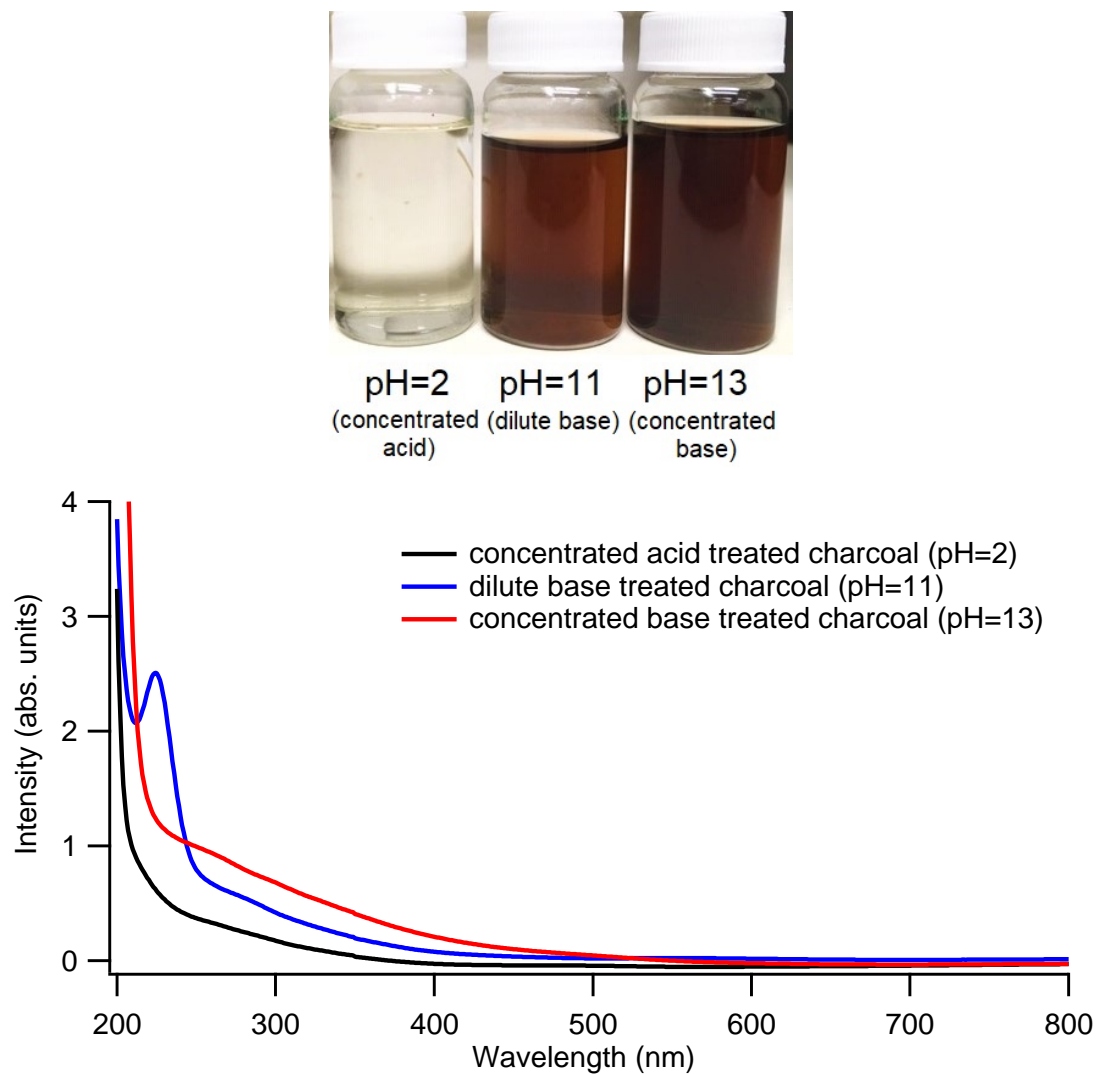 pH=2 pH=11 pH=13
(concentrated (dilute base) (concentrated
acid) base)
4
concentrated acid treated charcoal (pH=2)
dilute base treated charcoal (pH=11)
concentrated base treated charcoal (pH=13)
3
2
1
0
Intensity (abs. units)
200 300 400 500 600 700 800
Wavelength (nm)